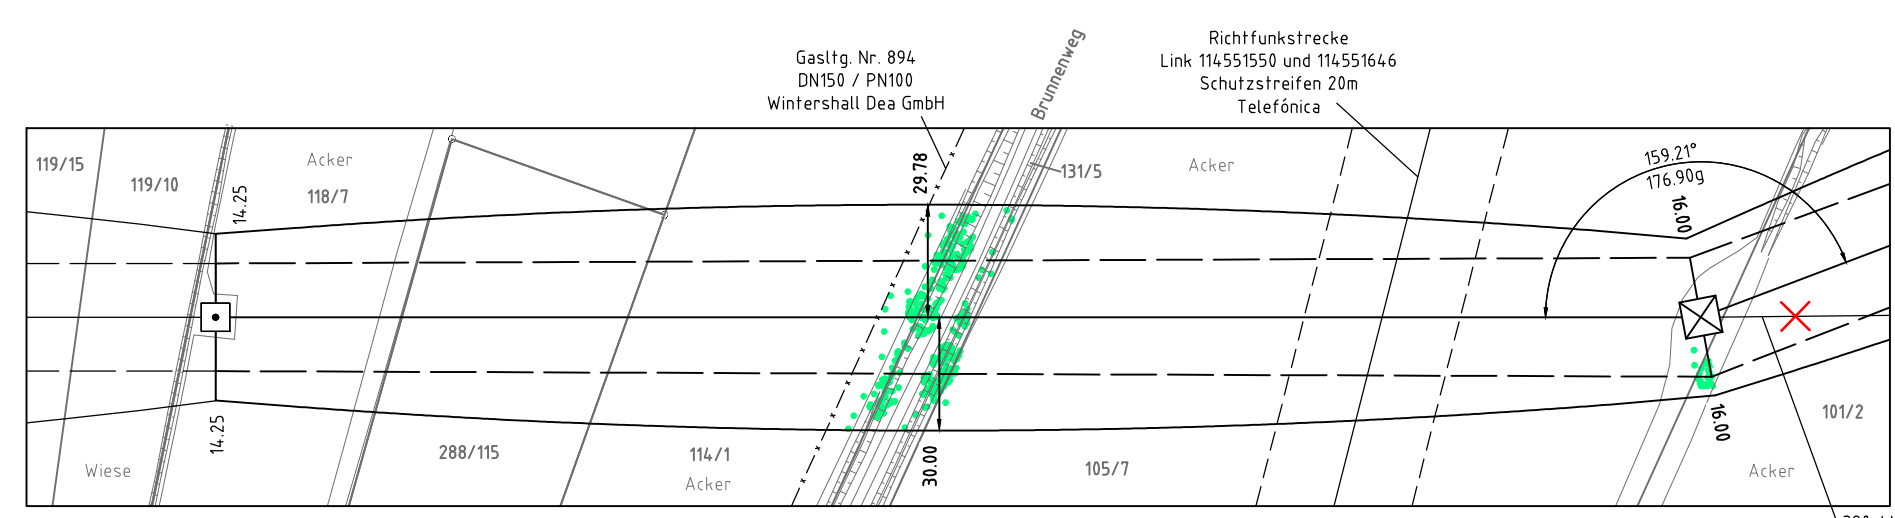 Gasltg. Nr. 894
DN150 / PN100
Wintershall Dea GmbH
Brunnenweg
Richtfunkstrecke
Link 114551550 und 114551646
Schutzstreifen 20m
Telefónica
119/15
119/10
14.25
Acker
118/7
29.78
131/5
Acker
159.21°
176.90g
16.00
14.25
Wiese
288/115
114/1
Acker
30.00
105/7
16.00
101/2
Acker